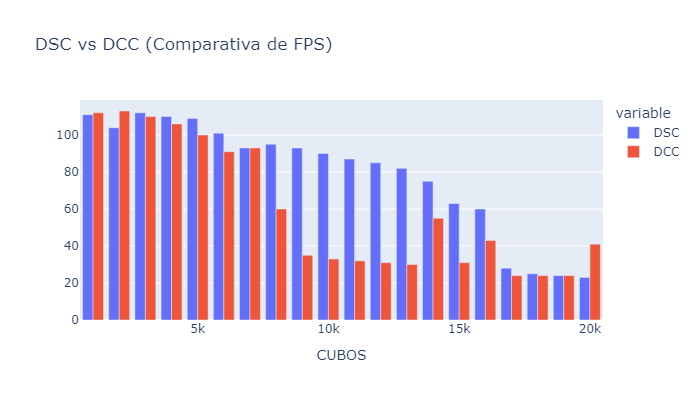 DSC vs DCC (Comparativa de FPS)
variable
DSC
DCC
100
80
60
40
20
0
5k
10k
15k
20k
CUBOS